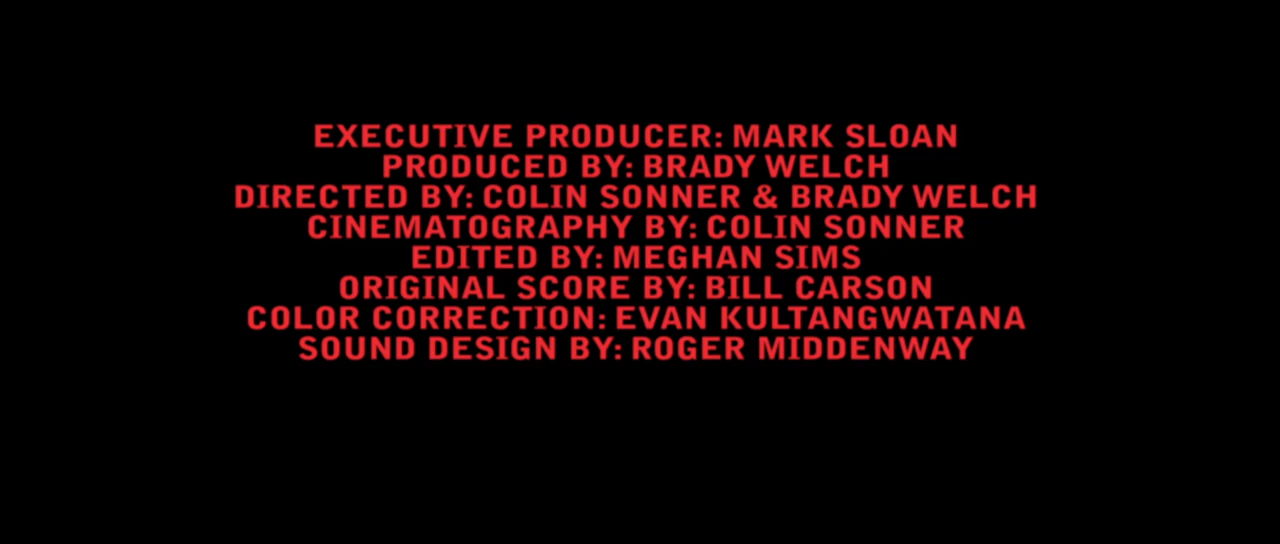 EXECUTIVE PRODUCER: MARK SLOAN
PRODUCED BY: BRADY WELCH
DIRECTED BY: COLIN SONNER & BRADY WELCH
CINEMATOGRAPHY BY: COLIN SONNER
EDITED BY: MEGHAN SIMS
ORIGINAL SCORE BY: BILL CARSON
COLOR CORRECTION: EVAN KULTANGWATANA
SOUND DESIGN BY: ROGER MIDDENWAY